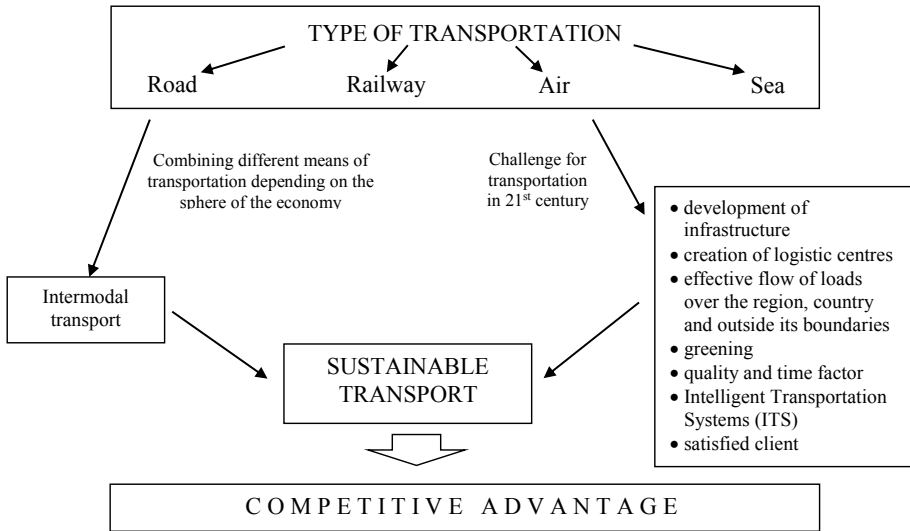 TYPE OF TRANSPORTATION
Road Railway Air Sea
Combining different means of
transportation depending on the
sphere of the economy
Challenge for
transportation
in 21st century
• development of
infrastructure
• creation of logistic centres
• effective flow of loads
over the region, country
and outside its boundaries
• greening
• quality and time factor
• Intelligent Transportation
Systems (ITS)
• satisfied client
Intermodal
transport
SUSTAINABLE
TRANSPORT
COMPETITIVE ADVANTAGE